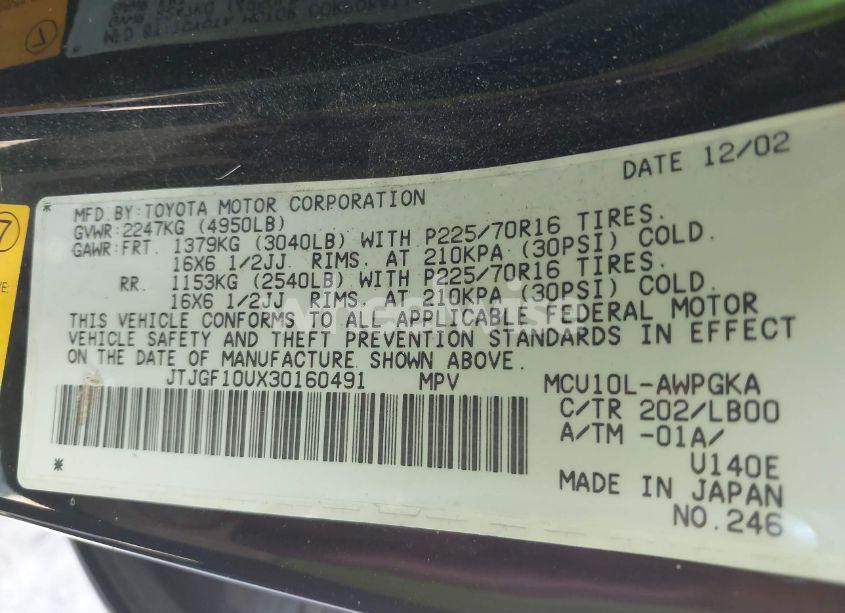 DATE 12/02
MFD.BY:TOYOTA MOTOR CORPORATION
GVWR:2247KG (4950LB)
GAWR:FRT. 1379KG (3040LB) WITH P225/70R16 TIRES.
16X6 1/2JJ RIMS. AT 210KPA (30PSI) COLD.
RR. 1153KG (2540LB) WITH P225/70R16 TIRES.
16X6 1/2JJ RIMS. AT 210KPA (30PSI) COLD.
THIS VEHICLE CONFORMS TO ALL APPLICABLE FEDERAL MOTOR
VEHICLE SAFETY AND THEFT PREVENTION STANDARDS IN EFFECT
ON THE DATE OF MANUFACTURE SHOWN ABOVE.
JTJGF10UX30160491 MPV MCU10L-AWPGKA
C/TR 202/LB00
A/TM -01A/
U140E
MADE IN JAPAN
NO.246
7